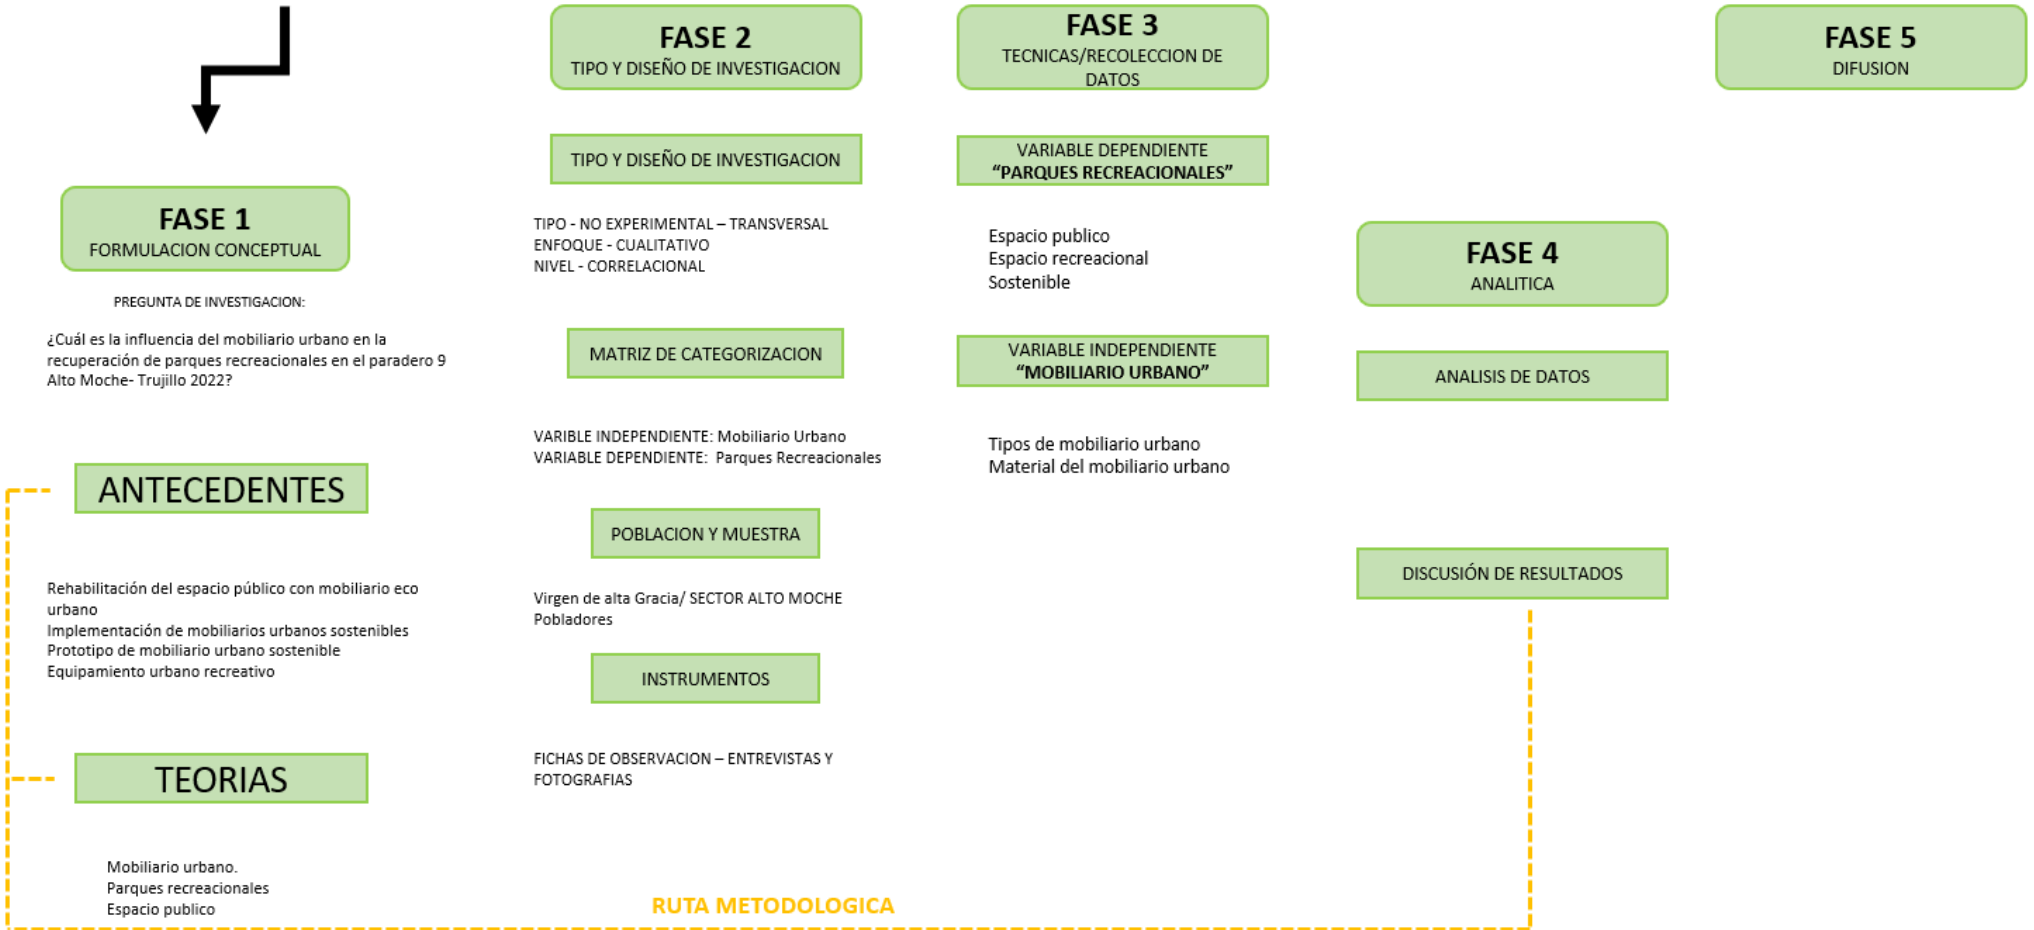 FASE 1
FORMULACION CONCEPTUAL
PREGUNTA DE INVESTIGACION:
¿Cuál es la influencia del mobiliario urbano en la
recuperación de parques recreacionales en el paradero 9
Alto Moche- Trujillo 2022?
ANTECEDENTES
Rehabilitación del espacio público con mobiliario eco
urbano
Implementación de mobiliarios urbanos sostenibles
Prototipo de mobiliario urbano sostenible
Equipamiento urbano recreativo
TEORIAS
Mobiliario urbano.
Parques recreacionales
Espacio publico
FASE 2
TIPO Y DISEÑO DE INVESTIGACION
TIPO Y DISEÑO DE INVESTIGACION
TIPO - NO EXPERIMENTAL – TRANSVERSAL
ENFOQUE - CUALITATIVO
NIVEL - CORRELACIONAL
MATRIZ DE CATEGORIZACION
VARIBLE INDEPENDIENTE: Mobiliario Urbano
VARIABLE DEPENDIENTE: Parques Recreacionales
POBLACION Y MUESTRA
Virgen de alta Gracia/ SECTOR ALTO MOCHE
Pobladores
INSTRUMENTOS
FICHAS DE OBSERVACION – ENTREVISTAS Y
FOTOGRAFIAS
FASE 3
TECNICAS/RECOLECCION DE
DATOS
VARIABLE DEPENDIENTE
“PARQUES RECREACIONALES”
Espacio publico
Espacio recreacional
Sostenible
VARIABLE INDEPENDIENTE
“MOBILIARIO URBANO”
Tipos de mobiliario urbano
Material del mobiliario urbano
FASE 4
ANALITICA
ANALISIS DE DATOS
DISCUSIÓN DE RESULTADOS
FASE 5
DIFUSION
RUTA METODOLOGICA